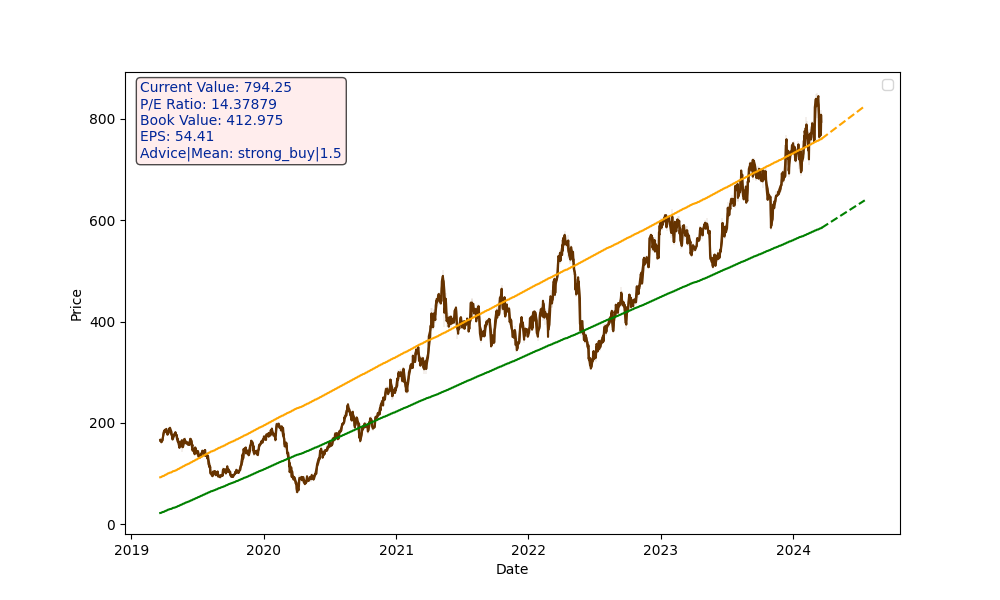 Current Value: 794.25
P/E Ratio: 14.37879
Book Value: 412.975
EPS: 54.41
Advice|Mean: strong_buy|1.5
800
600
400
200
0
Price
2019 2020 2021 2022 2023 2024
Date